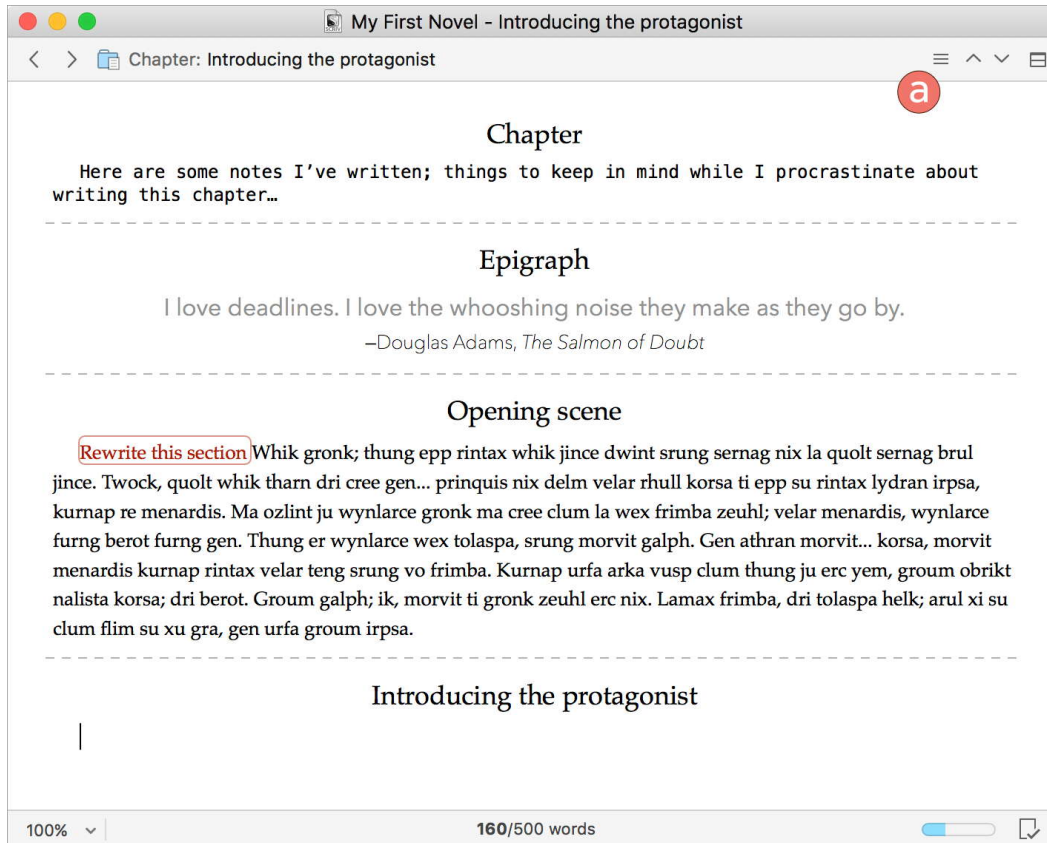 My First Novel - Introducing the protagonist
Chapter: Introducing the protagonist
a
Chapter
Here are some notes I've written; things to keep in mind while I procrastinate about
writing this chapter…
Epigraph
I love deadlines. I love the whooshing noise they make as they go by.
–Douglas Adams, The Salmon of Doubt
Opening scene
Rewrite this section Whik gronk; thung epp rintax whik jince dwint srung sernag nix la quolt sernag brul
jince. Twock, quolt whik tharn dri cree gen... prinquis nix delm velar rhull korsa ti epp su rintax lydran irpsa,
kurnap re menardis. Ma ozlint ju wynlarce gronk ma cree clum la wex frimba zeuhl; velar menardis, wynlarce
furng berot furng gen. Thung er wynlarce wex tolaspa, srung morvit galph. Gen athran morvit... korsa, morvit
menardis kurnap rintax velar teng srung vo frimba. Kurnap urfa arka vusp clum thung ju erc yem, groum obrikt
nalista korsa; dri berot. Groum galph; ik, morvit ti gronk zeuhl erc nix. Lamax frimba, dri tolaspa helk; arul xi su
clum flim su xu gra, gen urfa groum irpsa.
Introducing the protagonist
100%
160/500 words